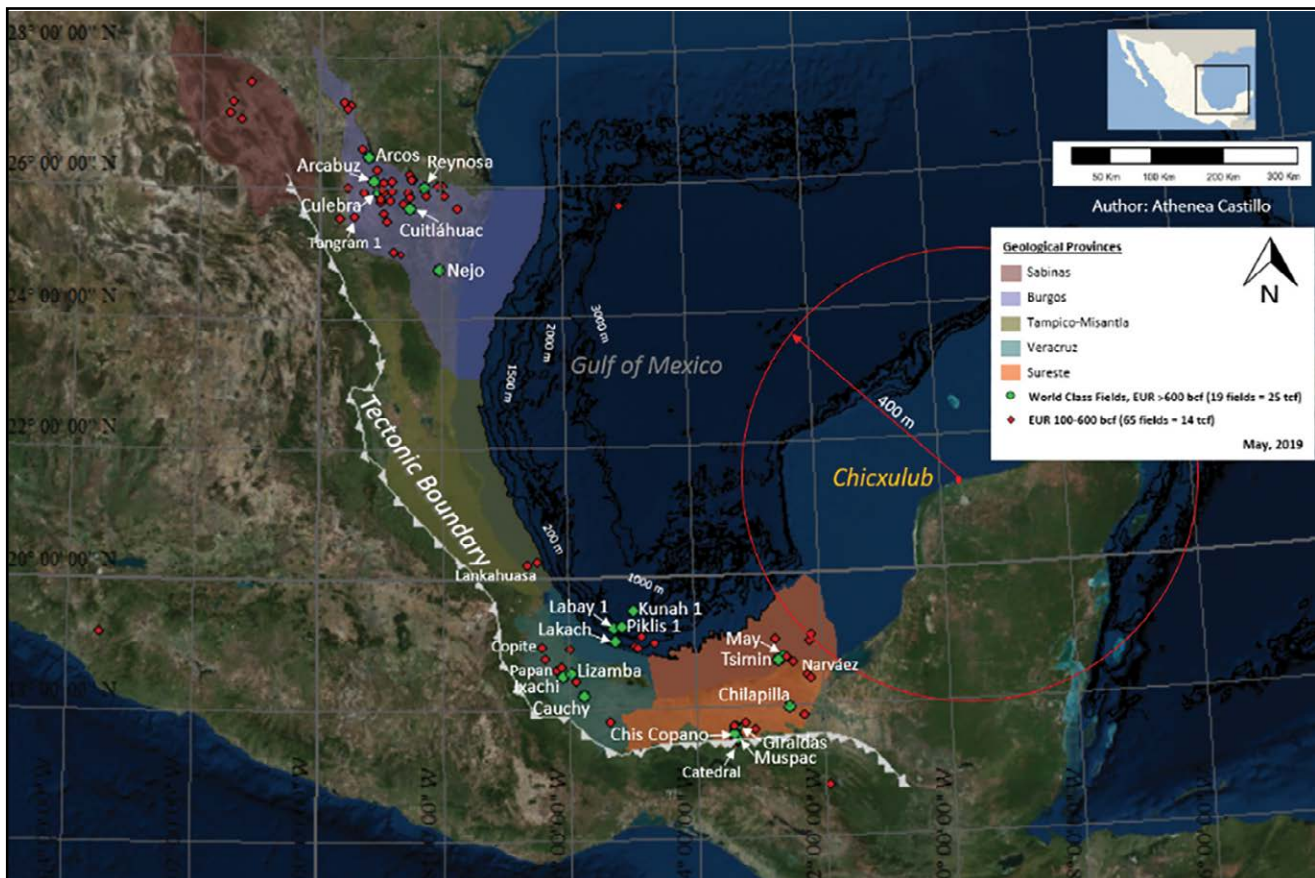 28° 00' 00" N
26° 00' 00" N
24° 00' 00" N
22° 00' 00" N
20° 00' 00" N
18° 00' 00" N
50 Km 100 Km 200 Km 300 Km
Author: Athenea Castillo
Geological Provinces
Sabinas
Burgos
Tampico-Misantla
Veracruz
Sureste
World Class Fields, EUR >600 bcf (19 fields = 25 tcf)
EUR 100-600 bcf (65 fields = 14 tcf)
May, 2019
N
Arcos
Arcabuz
Reynosa
Culebra
Cuitláhuac
Tangram 1
Nejo
3000 m
2000 m
1500 m
Gulf of Mexico
400 m
Chicxulub
Tectonic Boundary
200 m
Lankahuasa
1000 m
Labay 1
Kunah 1
Piklis 1
Lakach
Copite
May
Tsimin
Narváez
Papan
Lizamba
Ixachi
Cauchy
Chilapilla
Chis Copano
Giraldas
Muspac
Catedral